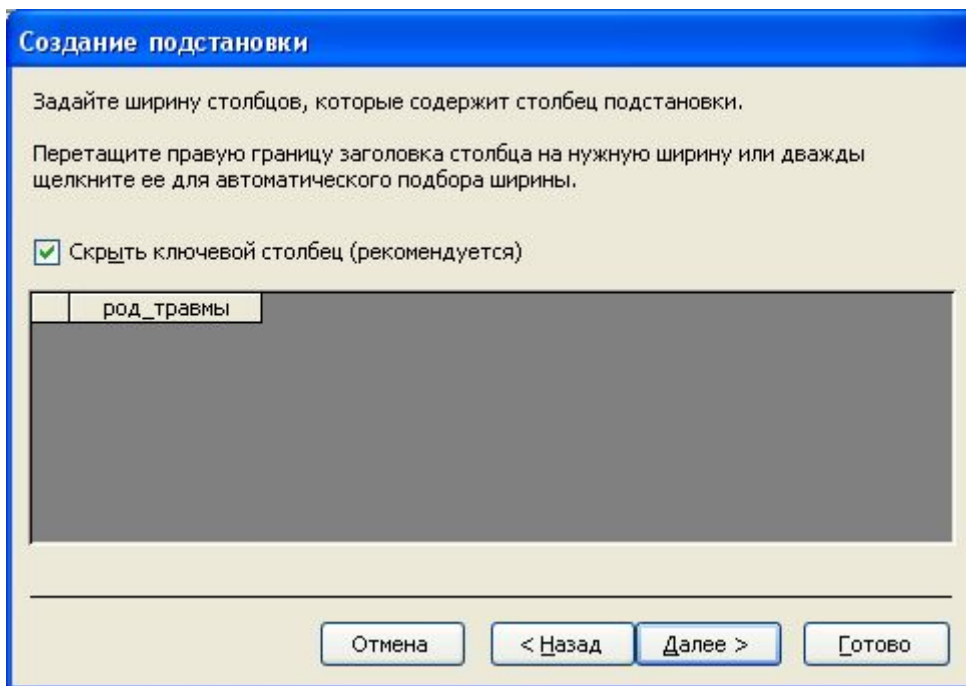 Создание подстановки
Задайте ширину столбцов, которые содержит столбец подстановки.
Перетащите правую границу заголовка столбца на нужную ширину или дважды
щелкните ее для автоматического подбора ширины.
Скрыть ключевой столбец (рекомендуется)
род_травмы
Отмена
< Назад
Далее >
Готово